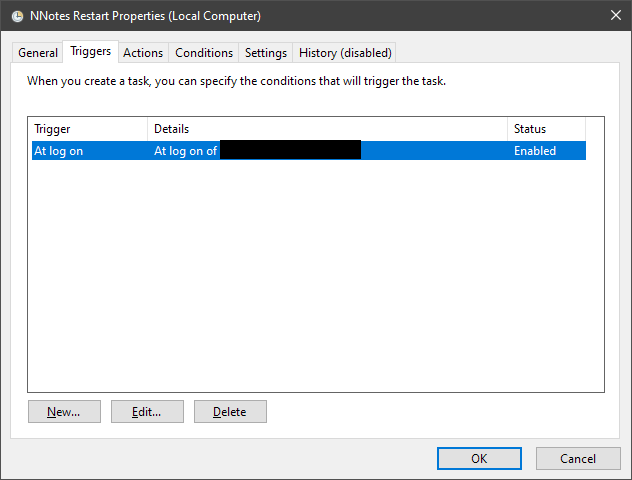 NNotes Restart Properties (Local Computer)
General Triggers Actions Conditions Settings History (disabled)
When you create a task, you can specify the conditions that will trigger the task.
Trigger Details Status
At log on At log on of Enabled
New... Edit... Delete
OK Cancel